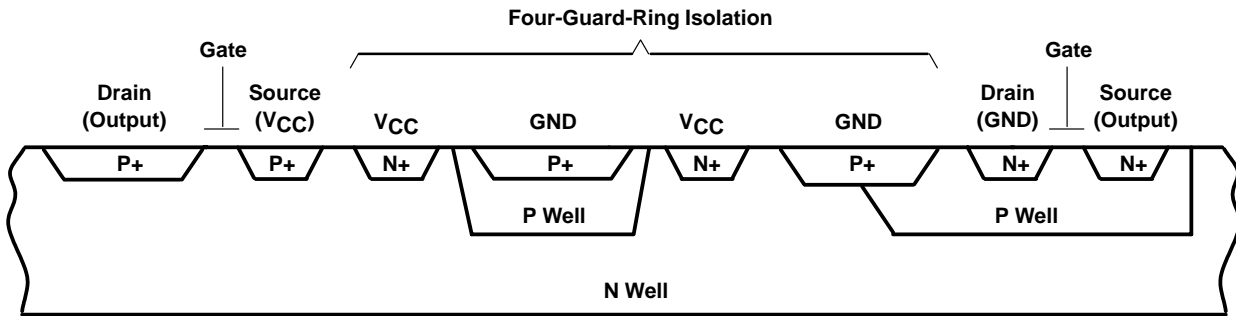 Four-Guard-Ring Isolation
Gate
Gate
Drain
(Output)
Source
(VCC)
VCC
GND
VCC
GND
Drain
(GND)
Source
(Output)
P+
P+
N+
P+
N+
P+
N+
N+
P Well
P Well
N Well